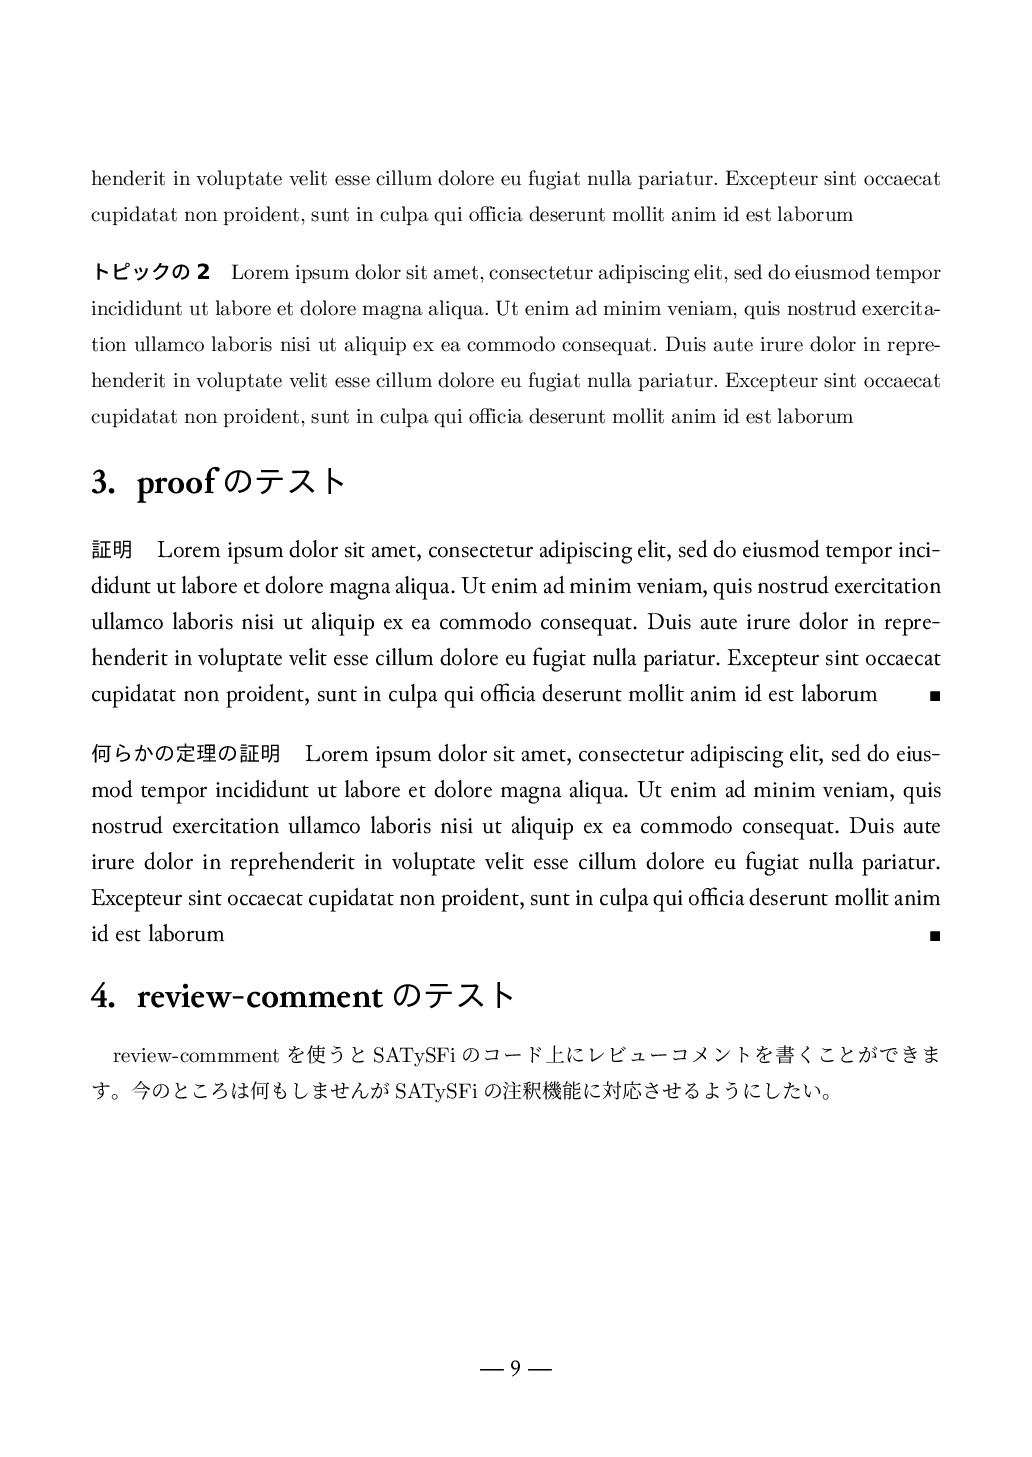 henderit in voluptate velit esse cillum dolore eu fugiat nulla pariatur. Excepteur sint occaecat
cupidatat non proident, sunt in culpa qui officia deserunt mollit anim id est laborum
トピックの 2 Lorem ipsum dolor sit amet, consectetur adipiscing elit, sed do eiusmod tempor
incididunt ut labore et dolore magna aliqua. Ut enim ad minim veniam, quis nostrud exercita-
tion ullamco laboris nisi ut aliquip ex ea commodo consequat. Duis aute irure dolor in repre-
henderit in voluptate velit esse cillum dolore eu fugiat nulla pariatur. Excepteur sint occaecat
cupidatat non proident, sunt in culpa qui officia deserunt mollit anim id est laborum
3. proof のテスト
証明 Lorem ipsum dolor sit amet, consectetur adipiscing elit, sed do eiusmod tempor inci-
didunt ut labore et dolore magna aliqua. Ut enim ad minim veniam, quis nostrud exercitation
ullamco laboris nisi ut aliquip ex ea commodo consequat. Duis aute irure dolor in repre-
henderit in voluptate velit esse cillum dolore eu fugiat nulla pariatur. Excepteur sint occaecat
cupidatat non proident, sunt in culpa qui officia deserunt mollit anim id est laborum ■
何らかの定理の証明 Lorem ipsum dolor sit amet, consectetur adipiscing elit, sed do eius-
mod tempor incididunt ut labore et dolore magna aliqua. Ut enim ad minim veniam, quis
nostrud exercitation ullamco laboris nisi ut aliquip ex ea commodo consequat. Duis aute
irure dolor in reprehenderit in voluptate velit esse cillum dolore eu fugiat nulla pariatur.
Excepteur sint occaecat cupidatat non proident, sunt in culpa qui officia deserunt mollit anim
id est laborum ■
4. review-comment のテスト
review-commment を使うと SATySFi のコード上にレビューコメントを書くことができま
す。今のところは何もしませんが SATySFi の注釈機能に対応させるようにしたい。
— 9 —